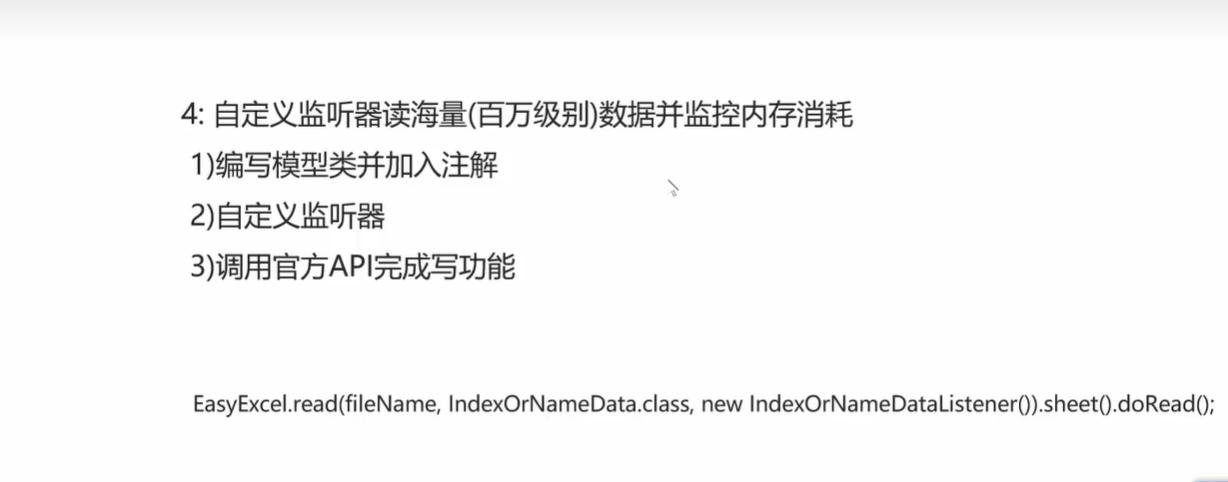 4: 自定义监听器读海量(百万级别)数据并监控内存消耗
1)编写模型类并加入注解
2)自定义监听器
3)调用官方API完成写功能
EasyExcel.read(fileName, IndexOrNameData.class, new IndexOrNameDataListener()).sheet().doRead();